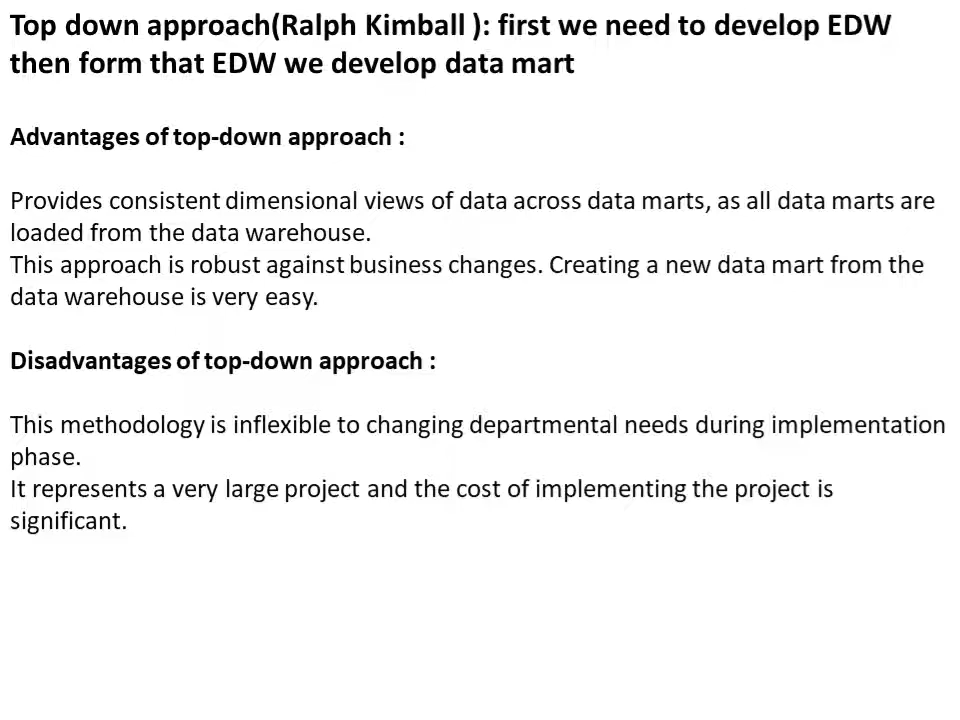 Top down approach(Ralph Kimball ): first we need to develop EDW
then form that EDW we develop data mart
Advantages of top-down approach :
Provides consistent dimensional views of data across data marts, as all data marts are
loaded from the data warehouse.
This approach is robust against business changes. Creating a new data mart from the
data warehouse is very easy.
Disadvantages of top-down approach :
This methodology is inflexible to changing departmental needs during implementation
phase.
It represents a very large project and the cost of implementing the project is
significant.